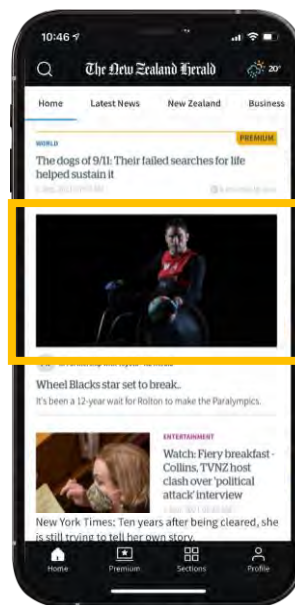 10:46
The New Zealand Herald
20°
Home Latest News New Zealand Business
WORLD
PREMIUM
The dogs of 9/11: Their failed searches for life
helped sustain it
Wheel Blacks star set to break..
It's been a 12-year wait for Rolton to make the Paralympics.
ENTERTAINMENT
Watch: Fiery breakfast -
Collins, TVNZ host
clash over 'political
attack' interview
New York Times: Ten years after being cleared, she
is still trying to tell her own story.
Home Premium Sections Profile